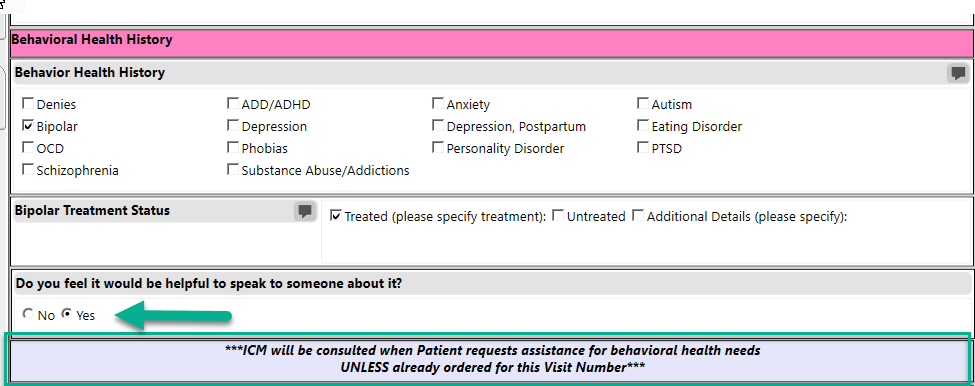 Behavioral Health History
Behavior Health History
Denies ADD/ADHD Anxiety Autism
Bipolar Depression Depression, Postpartum Eating Disorder
OCD Phobias Personality Disorder PTSD
Schizophrenia Substance Abuse/Addictions
Bipolar Treatment Status Treated (please specify treatment): Untreated Additional Details (please specify):
Do you feel it would be helpful to speak to someone about it?
No Yes
***ICM will be consulted when Patient requests assistance for behavioral health needs
UNLESS already ordered for this Visit Number***